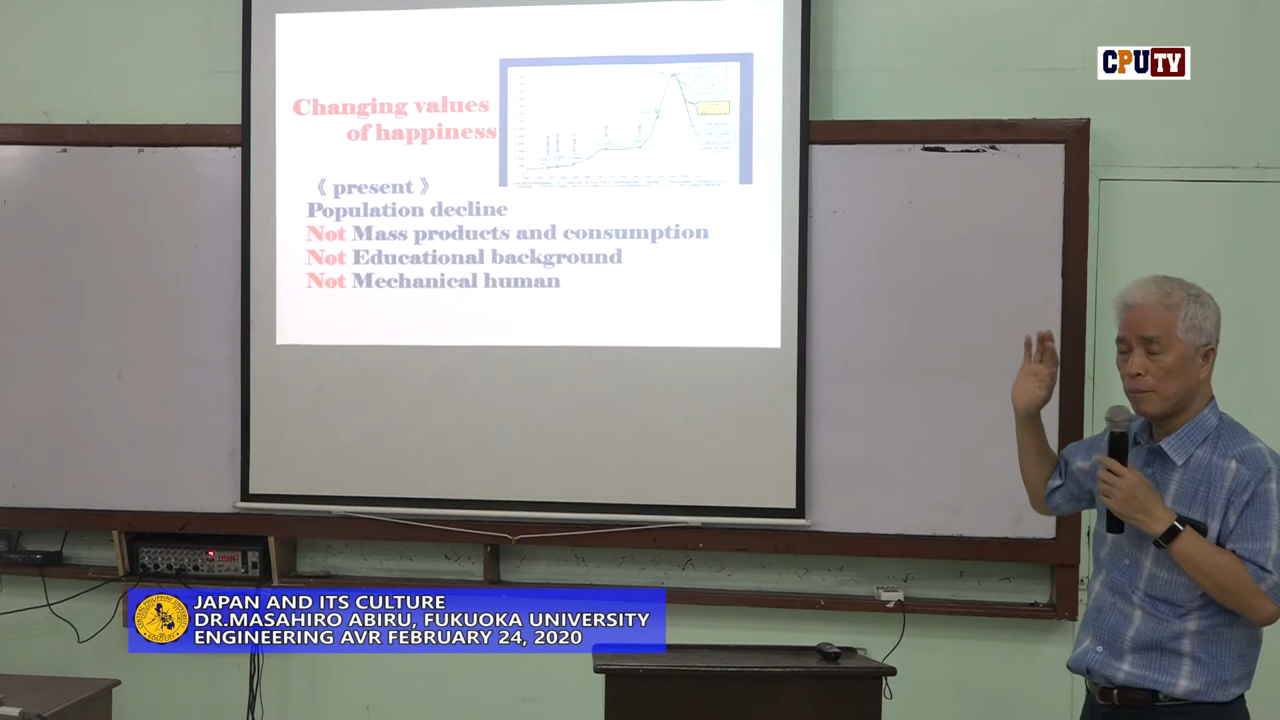 CPUTV
Changing values
of happiness
《 present 》
Population decline
Not Mass products and consumption
Not Educational background
Not Mechanical human
JAPAN AND ITS CULTURE
DR.MASAHIRO ABIRU, FUKUOKA UNIVERSITY
ENGINEERING AVR FEBRUARY 24, 2020